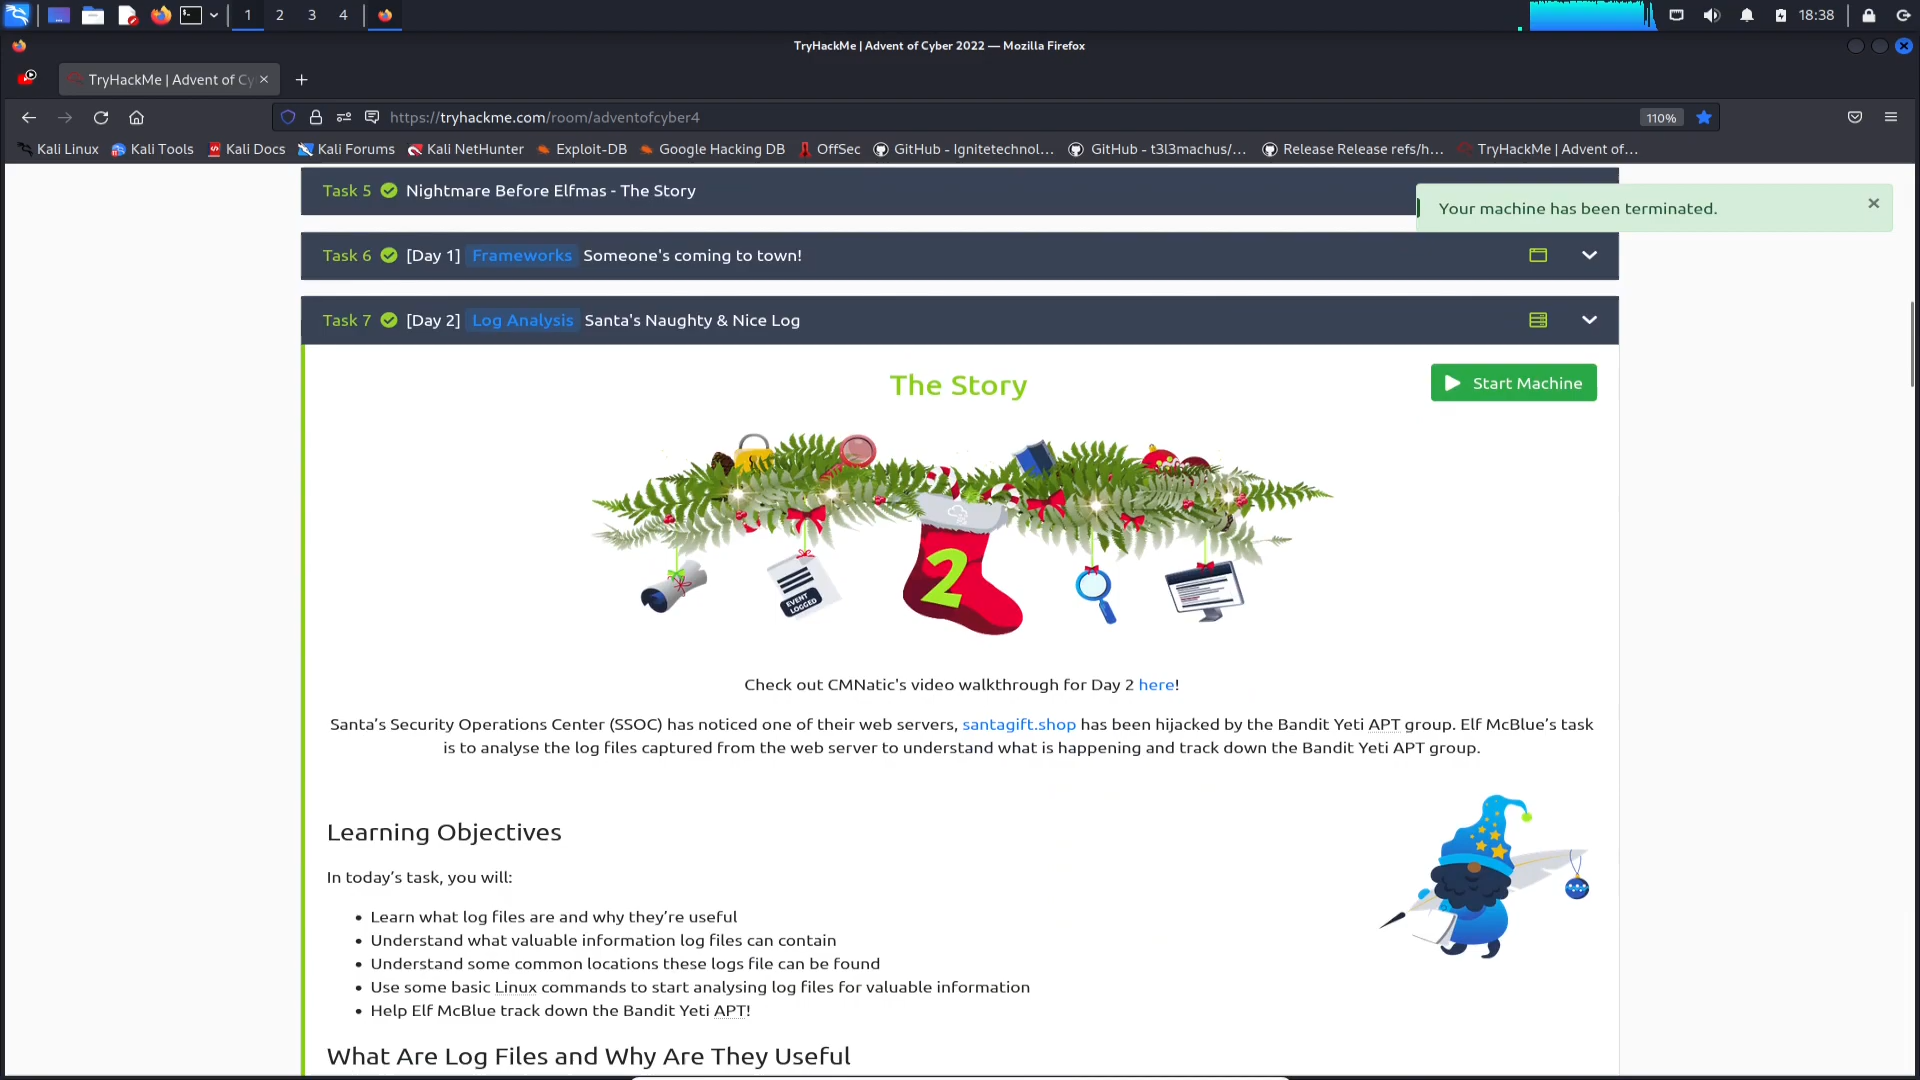 1 2 3 4 18:38
TryHackMe | Advent of Cyber 2022 — Mozilla Firefox
TryHackMe | Advent of Cy
https://tryhackme.com/room/adventofcyber4 110%
Kali Linux Kali Tools Kali Docs Kali Forums Kali NetHunter Exploit-DB Google Hacking DB OffSec GitHub - Ignitetechnol… GitHub - t3l3machus/… Release Release refs/h… TryHackMe | Advent of…
Task 5 Nightmare Before Elfmas - The Story
Your machine has been terminated.
Task 6 [Day 1] Frameworks Someone's coming to town!
Task 7 [Day 2] Log Analysis Santa's Naughty & Nice Log
The Story
Start Machine
2
EVENT
LOGGED
Check out CMNatic's video walkthrough for Day 2 here!
Santa’s Security Operations Center (SSOC) has noticed one of their web servers, santagift.shop has been hijacked by the Bandit Yeti APT group. Elf McBlue’s task
is to analyse the log files captured from the web server to understand what is happening and track down the Bandit Yeti APT group.
Learning Objectives
In today’s task, you will:
• Learn what log files are and why they’re useful
• Understand what valuable information log files can contain
• Understand some common locations these logs file can be found
• Use some basic Linux commands to start analysing log files for valuable information
• Help Elf McBlue track down the Bandit Yeti APT!
What Are Log Files and Why Are They Useful